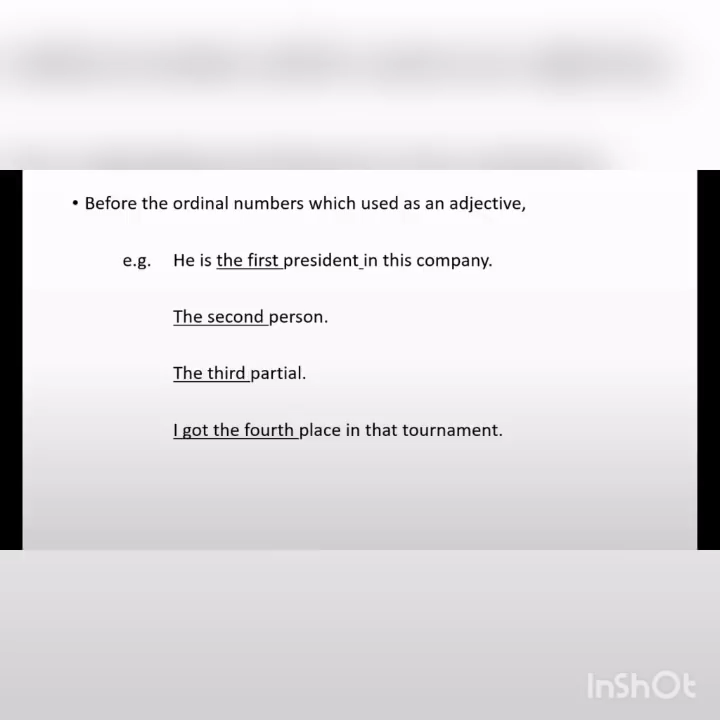 • Before the ordinal numbers which used as an adjective,
e.g. He is the first president in this company.
The second person.
The third partial.
I got the fourth place in that tournament.
InShOt